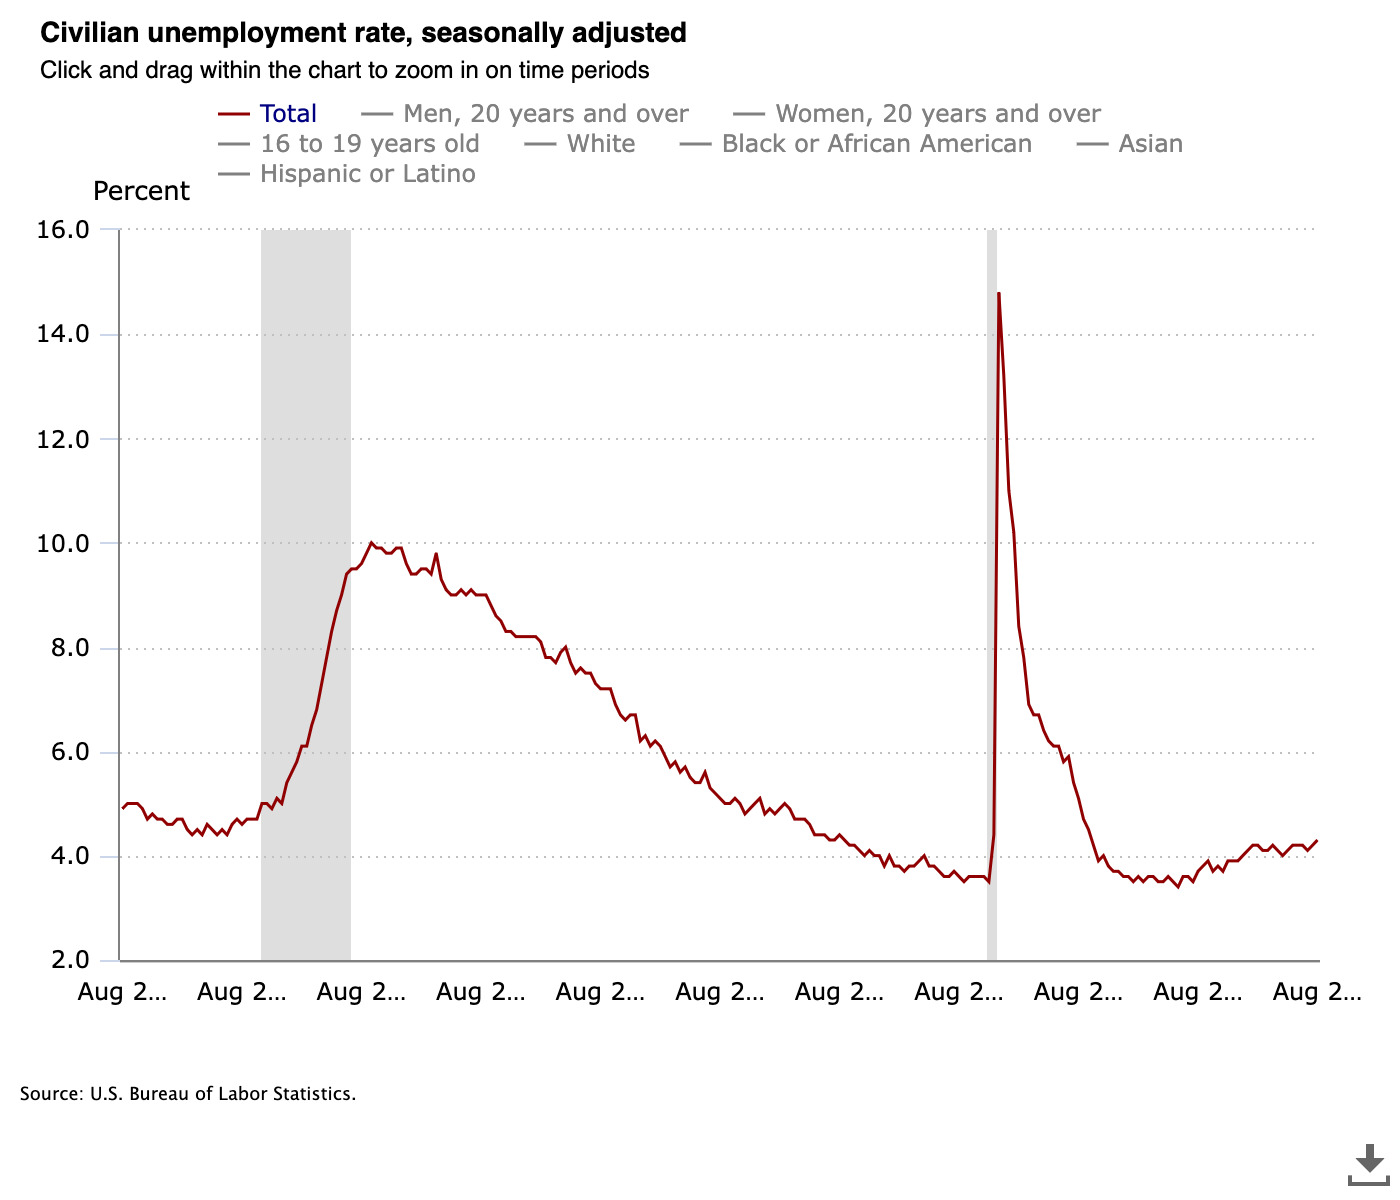 Civilian unemployment rate, seasonally adjusted
Click and drag within the chart to zoom in on time periods
Total Men, 20 years and over Women, 20 years and over
16 to 19 years old White Black or African American Asian
Hispanic or Latino
Percent
16.0
14.0
12.0
10.0
8.0
6.0
4.0
2.0
Aug 2... Aug 2... Aug 2... Aug 2... Aug 2... Aug 2... Aug 2... Aug 2... Aug 2... Aug 2... Aug 2...
Source: U.S. Bureau of Labor Statistics.